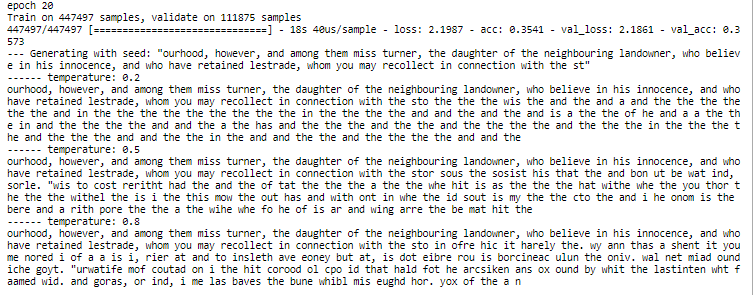 epoch 20
Train on 447497 samples, validate on 111875 samples
447497/447497 [==============================] - 18s 40us/sample - loss: 2.1987 - acc: 0.3541 - val_loss: 2.1861 - val_acc: 0.3
573
--- Generating with seed: "ourhood, however, and among them miss turner, the daughter of the neighbouring landowner, who believ
e in his innocence, and who have retained lestrade, whom you may recollect in connection with the st"
------ temperature: 0.2
ourhood, however, and among them miss turner, the daughter of the neighbouring landowner, who believe in his innocence, and who
have retained lestrade, whom you may recollect in connection with the sto the the the wis the and the and a and the the the the
the the and in the the the the the the the the the in the the the the and and the and the and is a the the of he and a a the th
e in and the the the the and and the a the has and the the the and the the and the the the the and the the the in the the the t
he and the the the and and the the in the and and the the and the the the the the and and the
------ temperature: 0.5
ourhood, however, and among them miss turner, the daughter of the neighbouring landowner, who believe in his innocence, and who
have retained lestrade, whom you may recollect in connection with the stor sous the sosist his that the and bon ut be wat ind,
sorle. "wis to cost reritht had the and the of tat the the the a the the whe hit is as the the the hat withe whe the you thor t
he the the withel the is i the this mow the out has and with ont in whe the id sout is my the the cto the and i he onom is the
bere and a rith pore the the a the wihe whe fo he of is ar and wing arre the be mat hit the
------ temperature: 0.8
ourhood, however, and among them miss turner, the daughter of the neighbouring landowner, who believe in his innocence, and who
have retained lestrade, whom you may recollect in connection with the sto in ofre hic it harely the. wy ann thas a shent it you
me nored i of a a is i, rier at and to insleth ave eoney but at, is dot eibre rou is borcineac ulun the oniv. wal net miad ound
iche goyt. "urwatife mof coutad on i the hit corood ol cpo id that hald fot he arcsiken ans ox ound by whit the lastinten wht f
aamed wid. and goras, or ind, i me las baves the bune whibl mis eughd hor. yox of the a n